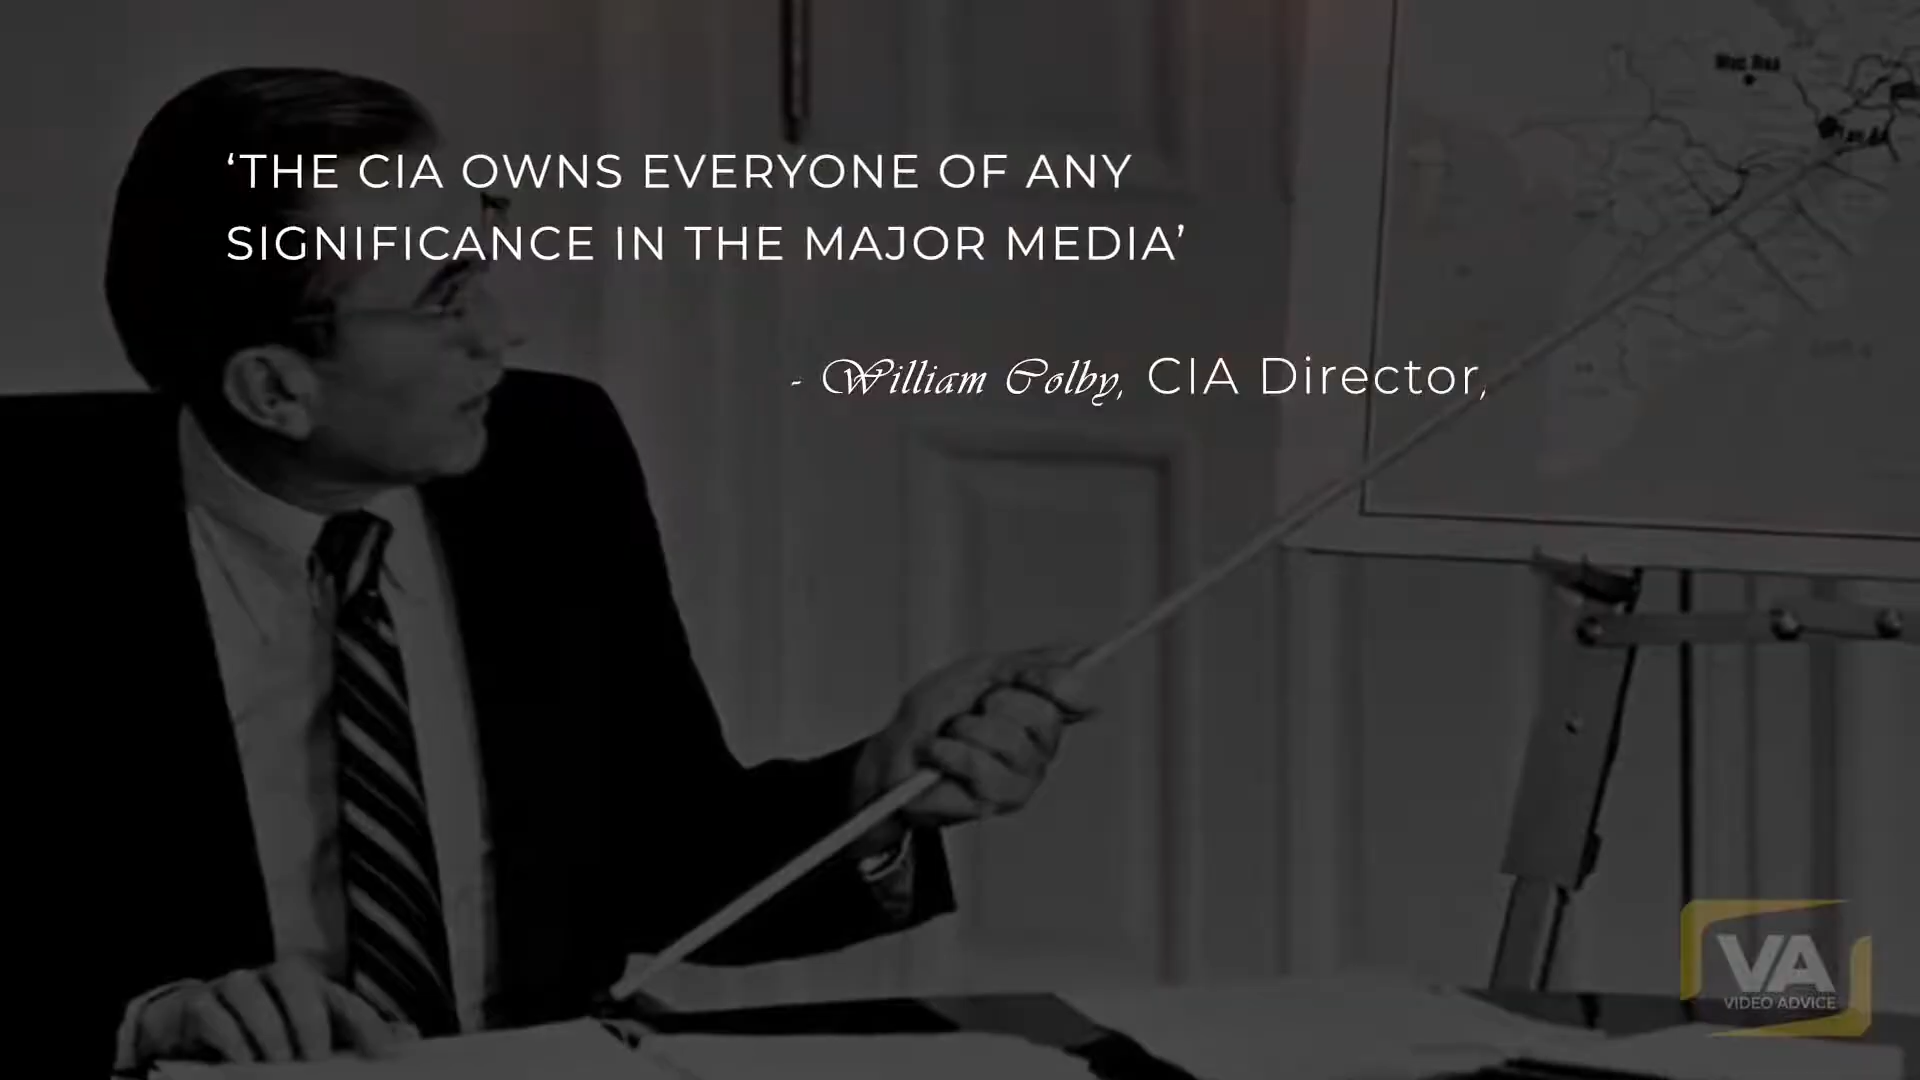 ‘THE CIA OWNS EVERYONE OF ANY
SIGNIFICANCE IN THE MAJOR MEDIA’
- William Colby, CIA Director,
VA
VIDEO ADVICE